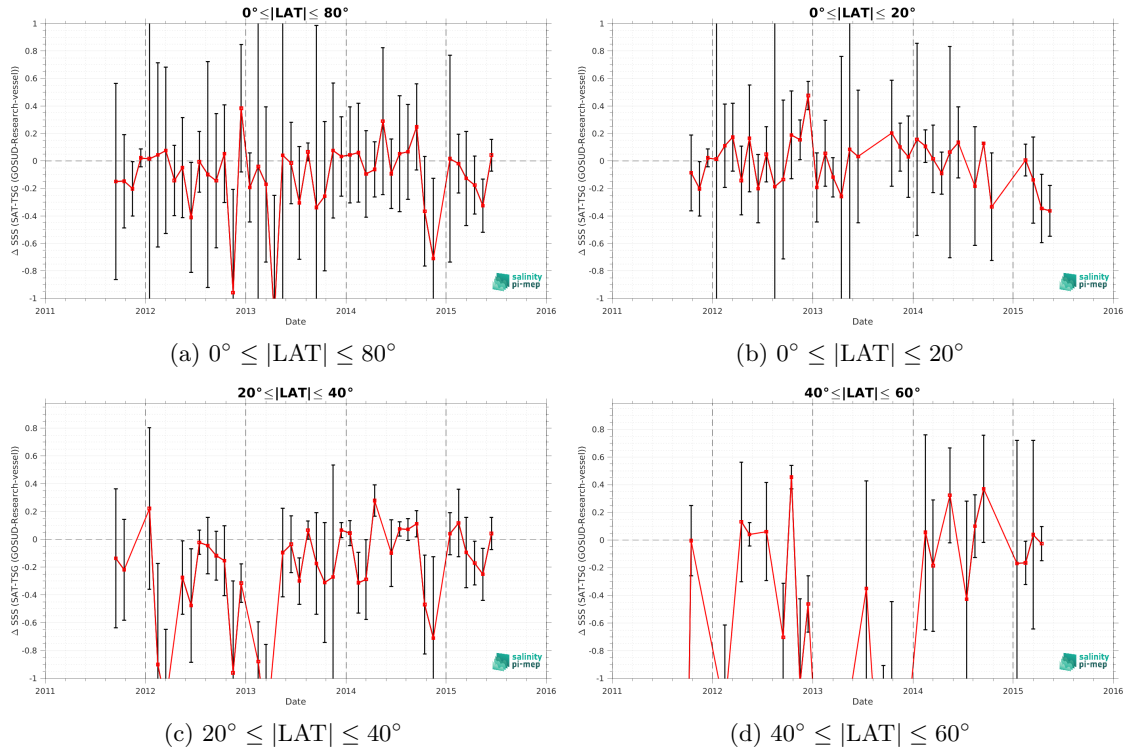 0°≤|LAT|≤ 80°
Δ SSS (SAT-TSG (GOSUD-Research-vessel))
1
0.8
0.6
0.4
0.2
0
-0.2
-0.4
-0.6
-0.8
-1
2011 2012 2013 2014 2015 2016
Date
salinity
pi-mep
(a) 0° ≤ |LAT| ≤ 80°
0°≤|LAT|≤ 20°
Δ SSS (SAT-TSG (GOSUD-Research-vessel))
1
0.8
0.6
0.4
0.2
0
-0.2
-0.4
-0.6
-0.8
-1
2011 2012 2013 2014 2015 2016
Date
salinity
pi-mep
(b) 0° ≤ |LAT| ≤ 20°
20°≤|LAT|≤ 40°
Δ SSS (SAT-TSG (GOSUD-Research-vessel))
0.8
0.6
0.4
0.2
0
-0.2
-0.4
-0.6
-0.8
-1
2011 2012 2013 2014 2015 2016
Date
salinity
pi-mep
(c) 20° ≤ |LAT| ≤ 40°
40°≤|LAT|≤ 60°
Δ SSS (SAT-TSG (GOSUD-Research-vessel))
0.8
0.6
0.4
0.2
0
-0.2
-0.4
-0.6
-0.8
-1
2011 2012 2013 2014 2015 2016
Date
salinity
pi-mep
(d) 40° ≤ |LAT| ≤ 60°